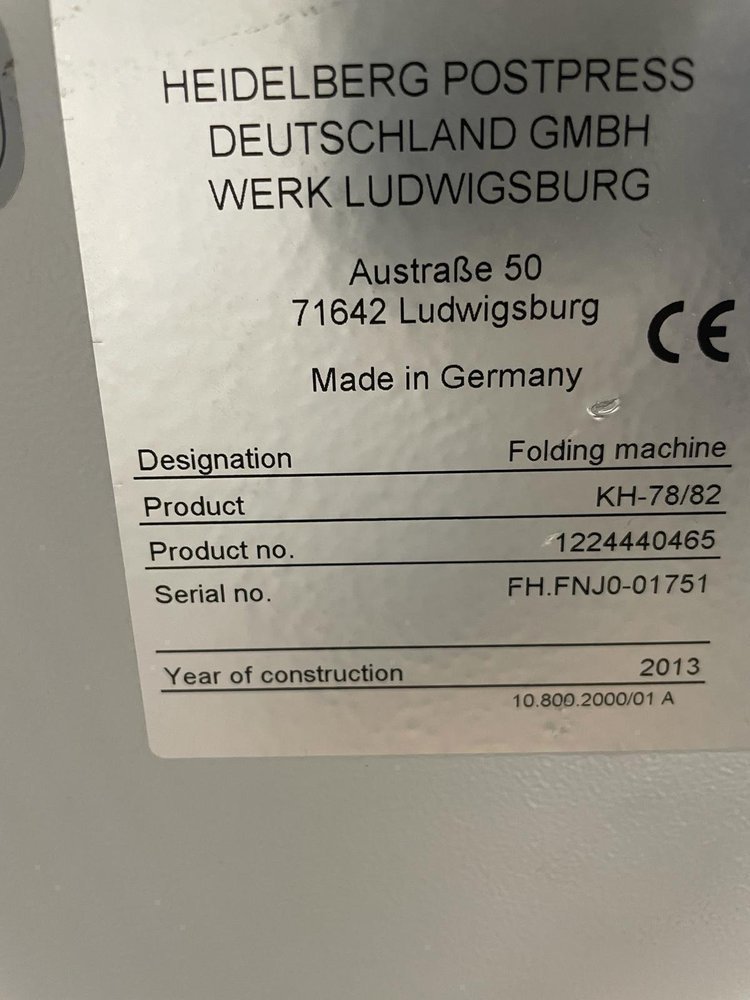 HEIDELBERG POSTPRESS
DEUTSCHLAND GMBH
WERK LUDWIGSBURG
Austraße 50
71642 Ludwigsburg
CE
Made in Germany
Designation Folding machine
Product KH-78/82
Product no. 1224440465
Serial no. FH.FNJ0-01751
Year of construction 2013
10.800.2000/01 A